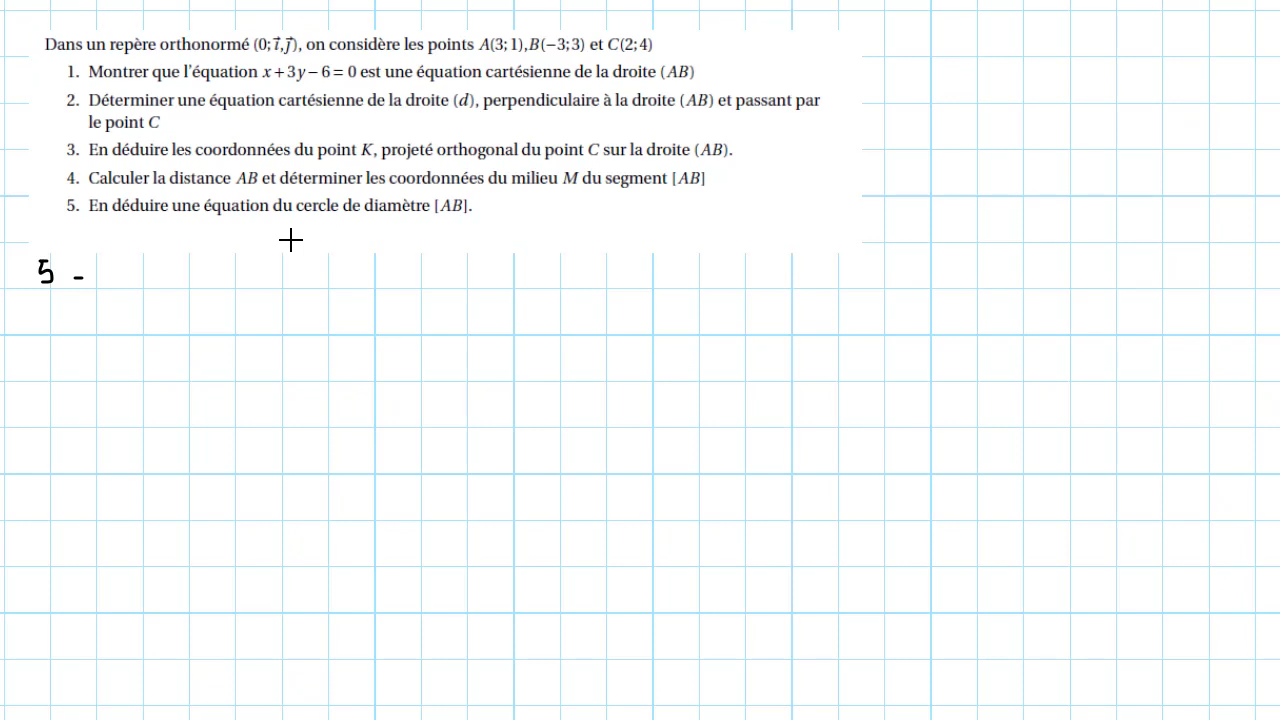 Dans un repère orthonormé (0; i⃗, j⃗), on considère les points A(3; 1),B(−3;3) et C(2;4)
1. Montrer que l'équation x + 3y − 6 = 0 est une équation cartésienne de la droite (AB)
2. Déterminer une équation cartésienne de la droite (d), perpendiculaire à la droite (AB) et passant par
le point C
3. En déduire les coordonnées du point K, projeté orthogonal du point C sur la droite (AB).
4. Calculer la distance AB et déterminer les coordonnées du milieu M du segment [AB]
5. En déduire une équation du cercle de diamètre [AB].
5 -